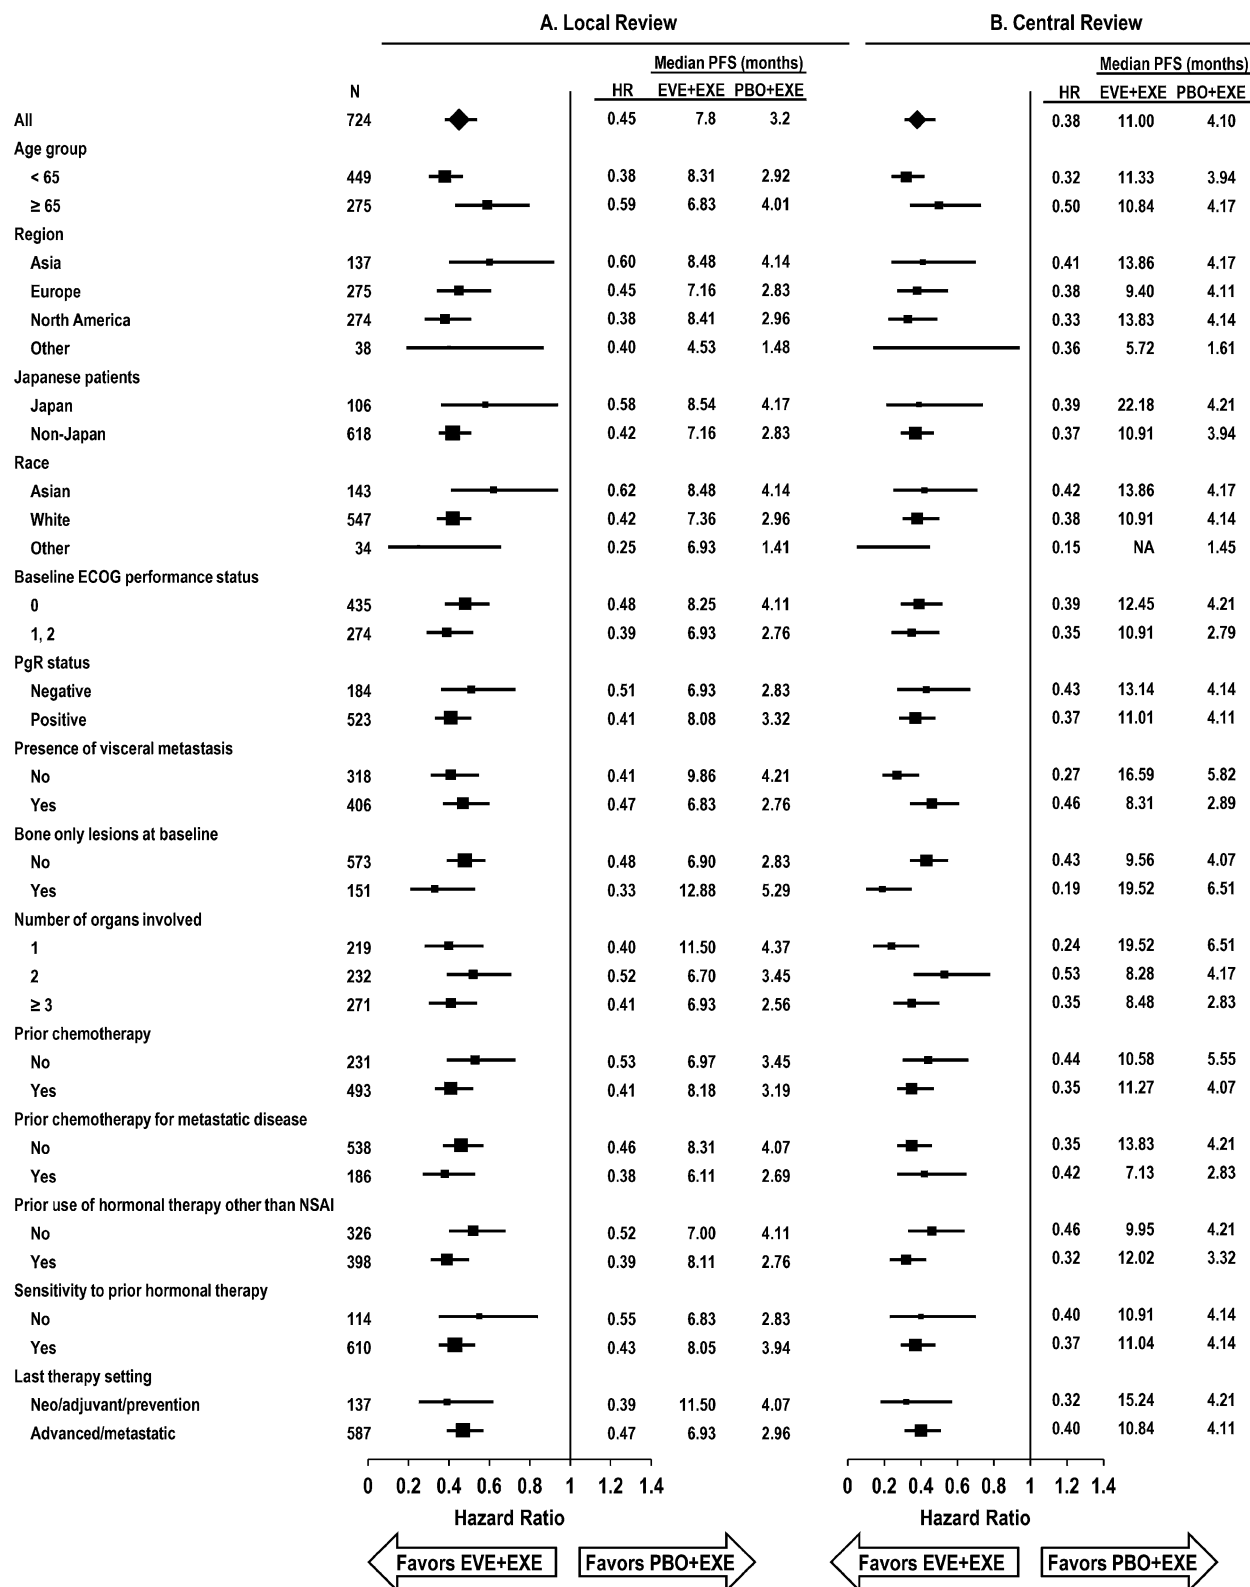 A. Local Review B. Central Review
Median PFS (months) Median PFS (months)
N HR EVE+EXE PBO+EXE HR EVE+EXE PBO+EXE
All 724 0.45 7.8 3.2 0.38 11.00 4.10
Age group
< 65 449 0.38 8.31 2.92 0.32 11.33 3.94
≥ 65 275 0.59 6.83 4.01 0.50 10.84 4.17
Region
Asia 137 0.60 8.48 4.14 0.41 13.86 4.17
Europe 275 0.45 7.16 2.83 0.38 9.40 4.11
North America 274 0.38 8.41 2.96 0.33 13.83 4.14
Other 38 0.40 4.53 1.48 0.36 5.72 1.61
Japanese patients
Japan 106 0.58 8.54 4.17 0.39 22.18 4.21
Non-Japan 618 0.42 7.16 2.83 0.37 10.91 3.94
Race
Asian 143 0.62 8.48 4.14 0.42 13.86 4.17
White 547 0.42 7.36 2.96 0.38 10.91 4.14
Other 34 0.25 6.93 1.41 0.15 NA 1.45
Baseline ECOG performance status
0 435 0.48 8.25 4.11 0.39 12.45 4.21
1, 2 274 0.39 6.93 2.76 0.35 10.91 2.79
PgR status
Negative 184 0.51 6.93 2.83 0.43 13.14 4.14
Positive 523 0.41 8.08 3.32 0.37 11.01 4.11
Presence of visceral metastasis
No 318 0.41 9.86 4.21 0.27 16.59 5.82
Yes 406 0.47 6.83 2.76 0.46 8.31 2.89
Bone only lesions at baseline
No 573 0.48 6.90 2.83 0.43 9.56 4.07
Yes 151 0.33 12.88 5.29 0.19 19.52 6.51
Number of organs involved
1 219 0.40 11.50 4.37 0.24 19.52 6.51
2 232 0.52 6.70 3.45 0.53 8.28 4.17
≥ 3 271 0.41 6.93 2.56 0.35 8.48 2.83
Prior chemotherapy
No 231 0.53 6.97 3.45 0.44 10.58 5.55
Yes 493 0.41 8.18 3.19 0.35 11.27 4.07
Prior chemotherapy for metastatic disease
No 538 0.46 8.31 4.07 0.35 13.83 4.21
Yes 186 0.38 6.11 2.69 0.42 7.13 2.83
Prior use of hormonal therapy other than NSAI
No 326 0.52 7.00 4.11 0.46 9.95 4.21
Yes 398 0.39 8.11 2.76 0.32 12.02 3.32
Sensitivity to prior hormonal therapy
No 114 0.55 6.83 2.83 0.40 10.91 4.14
Yes 610 0.43 8.05 3.94 0.37 11.04 4.14
Last therapy setting
Neo/adjuvant/prevention 137 0.39 11.50 4.07 0.32 15.24 4.21
Advanced/metastatic 587 0.47 6.93 2.96 0.40 10.84 4.11
0 0.2 0.4 0.6 0.8 1 1.2 1.4 0 0.2 0.4 0.6 0.8 1 1.2 1.4
Hazard Ratio Hazard Ratio
Favors EVE+EXE Favors PBO+EXE Favors EVE+EXE Favors PBO+EXE